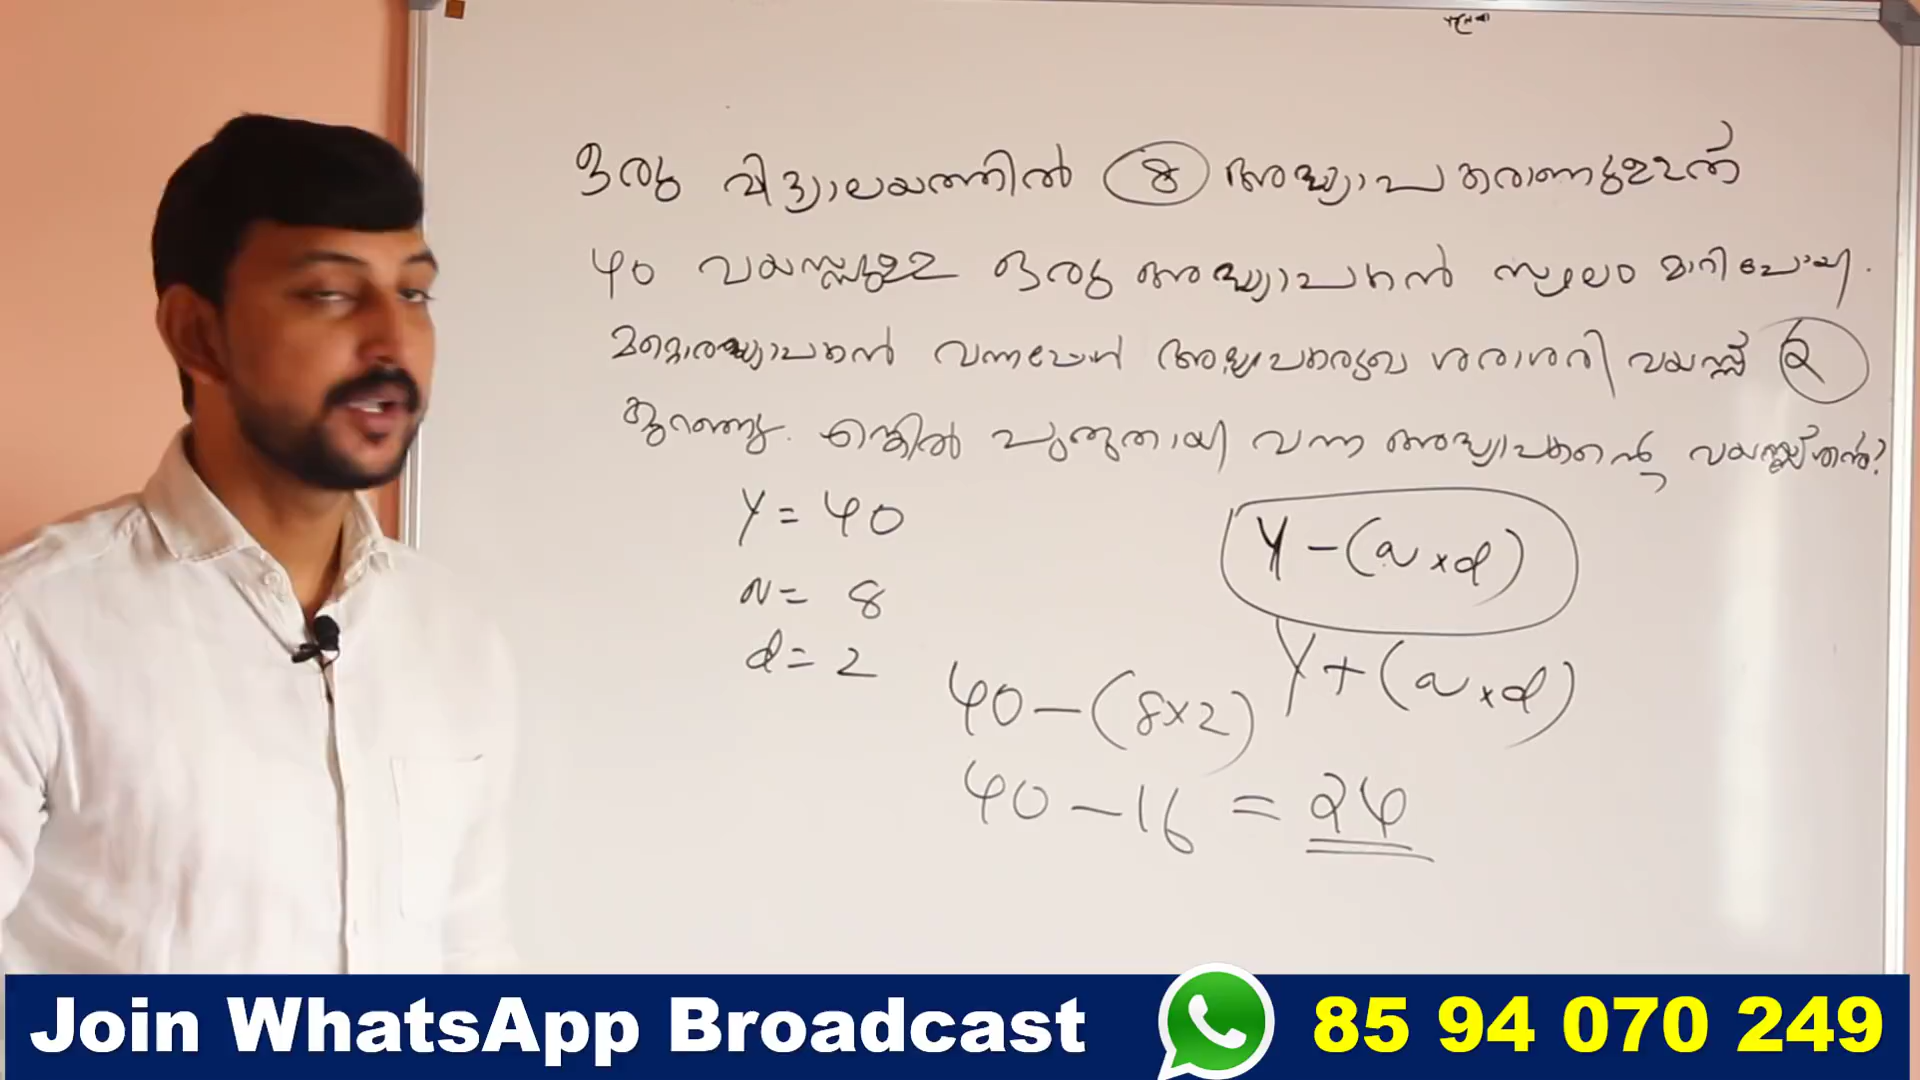 ഒരു വിദ്യാലയത്തിൽ 8 അദ്ധ്യാപകരാണുള്ളത്
40 വയസ്സുള്ള ഒരു അദ്ധ്യാപകൻ സ്ഥലം മാറി പോയി.
മറ്റൊരദ്ധ്യാപകൻ വന്നപ്പോൾ അദ്ധ്യാപകരുടെ ശരാശരി വയസ്സ് 2
കുറഞ്ഞു. എങ്കിൽ പുതുതായി വന്ന അദ്ധ്യാപകന്റെ വയസ്സെത്ര?
y = 40
n = 8
d = 2
y - (n x d)
y + (n x d)
40 - (8 x 2)
40 - 16 = 24
Join WhatsApp Broadcast 85 94 070 249